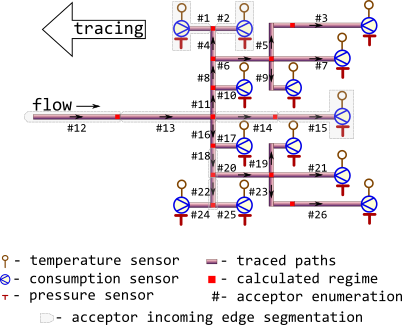 tracing
#1 #2 #3
#4 #5
#6 #7
#8 #9
#10
flow
#11
#12 #13 #14 #15
#16 #17
#18 #19
#20 #21
#22 #23
#24 #25 #26
- temperature sensor - traced paths
- consumption sensor - calculated regime
- pressure sensor #- acceptor enumeration
- acceptor incoming edge segmentation